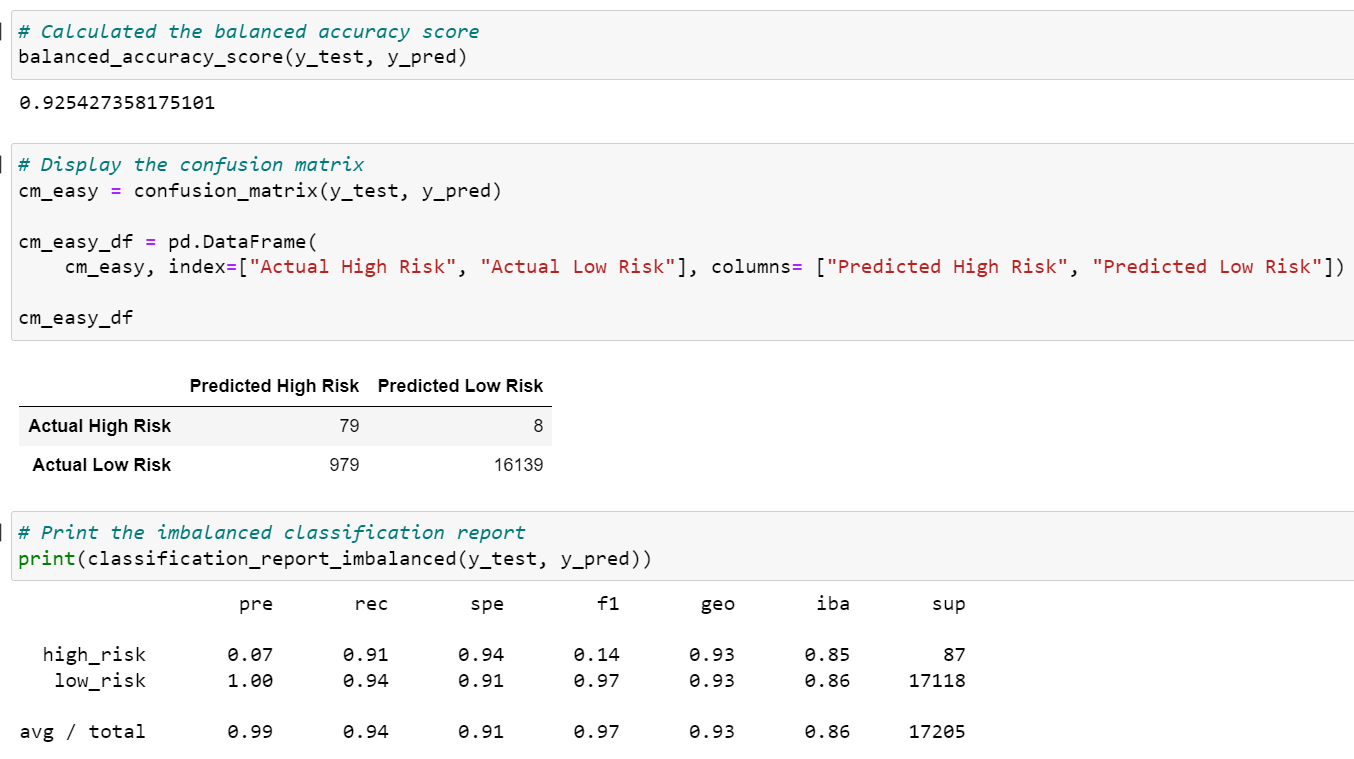 # Calculated the balanced accuracy score
balanced_accuracy_score(y_test, y_pred)
0.925427358175101
# Display the confusion matrix
cm_easy = confusion_matrix(y_test, y_pred)
cm_easy_df = pd.DataFrame(
    cm_easy, index=["Actual High Risk", "Actual Low Risk"], columns= ["Predicted High Risk", "Predicted Low Risk"])
cm_easy_df
Predicted High Risk Predicted Low Risk
Actual High Risk 79 8
Actual Low Risk 979 16139
# Print the imbalanced classification report
print(classification_report_imbalanced(y_test, y_pred))
pre rec spe f1 geo iba sup
high_risk 0.07 0.91 0.94 0.14 0.93 0.85 87
low_risk 1.00 0.94 0.91 0.97 0.93 0.86 17118
avg / total 0.99 0.94 0.91 0.97 0.93 0.86 17205